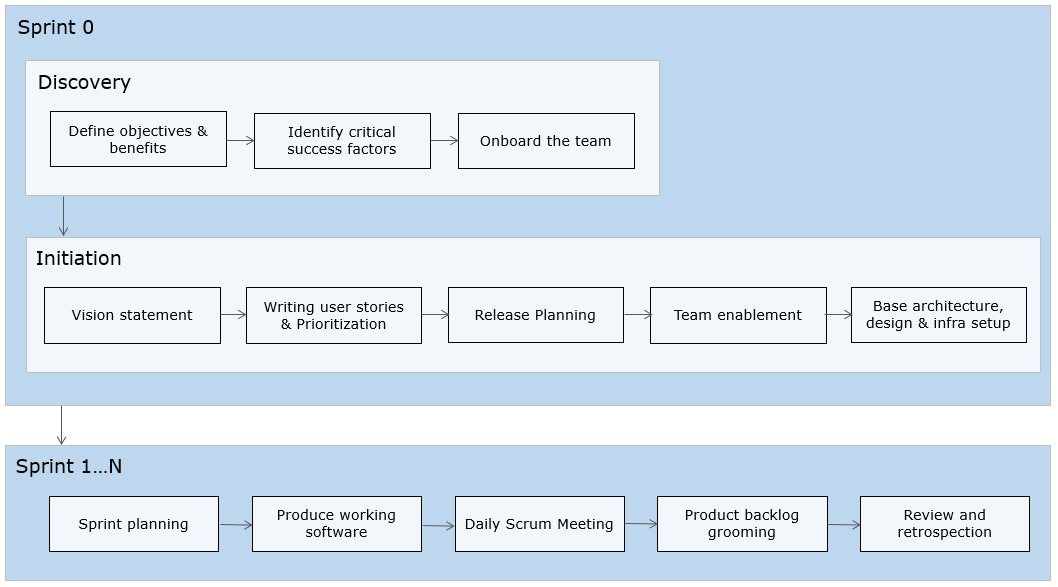 Sprint 0
Discovery
Define objectives &
benefits
Identify critical
success factors
Onboard the team
Initiation
Vision statement
Writing user stories
& Prioritization
Release Planning
Team enablement
Base architecture,
design & infra setup
Sprint 1...N
Sprint planning
Produce working
software
Daily Scrum Meeting
Product backlog
grooming
Review and
retrospection